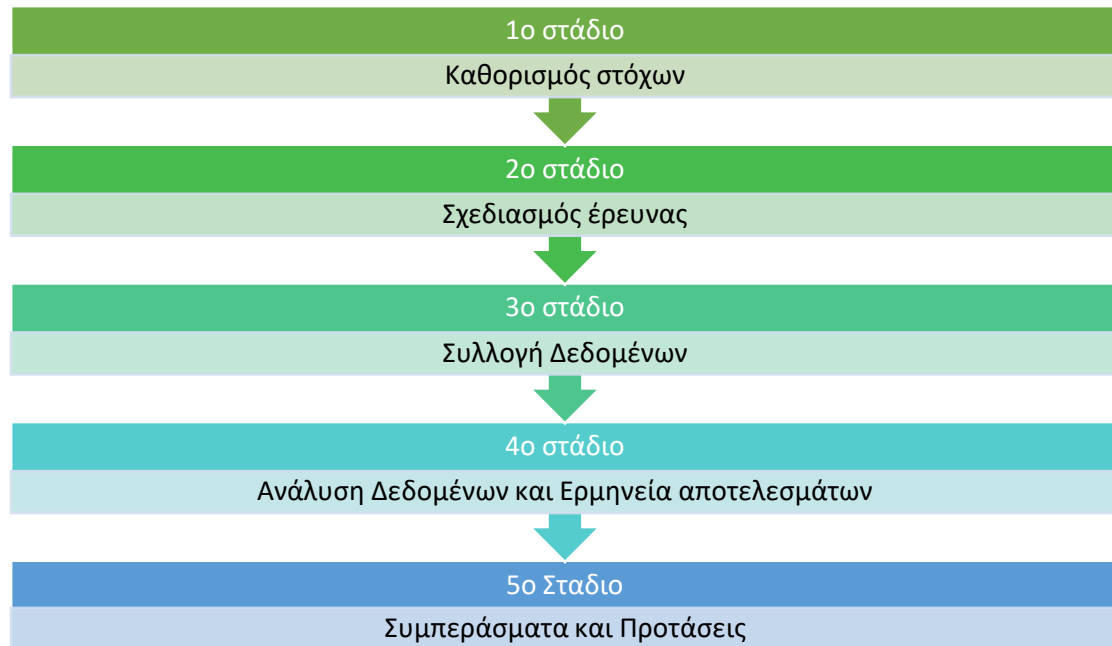 1ο στάδιο
Καθορισμός στόχων
2ο στάδιο
Σχεδιασμός έρευνας
3ο στάδιο
Συλλογή Δεδομένων
4ο στάδιο
Ανάλυση Δεδομένων και Ερμηνεία αποτελεσμάτων
5ο Σταδιο
Συμπεράσματα και Προτάσεις